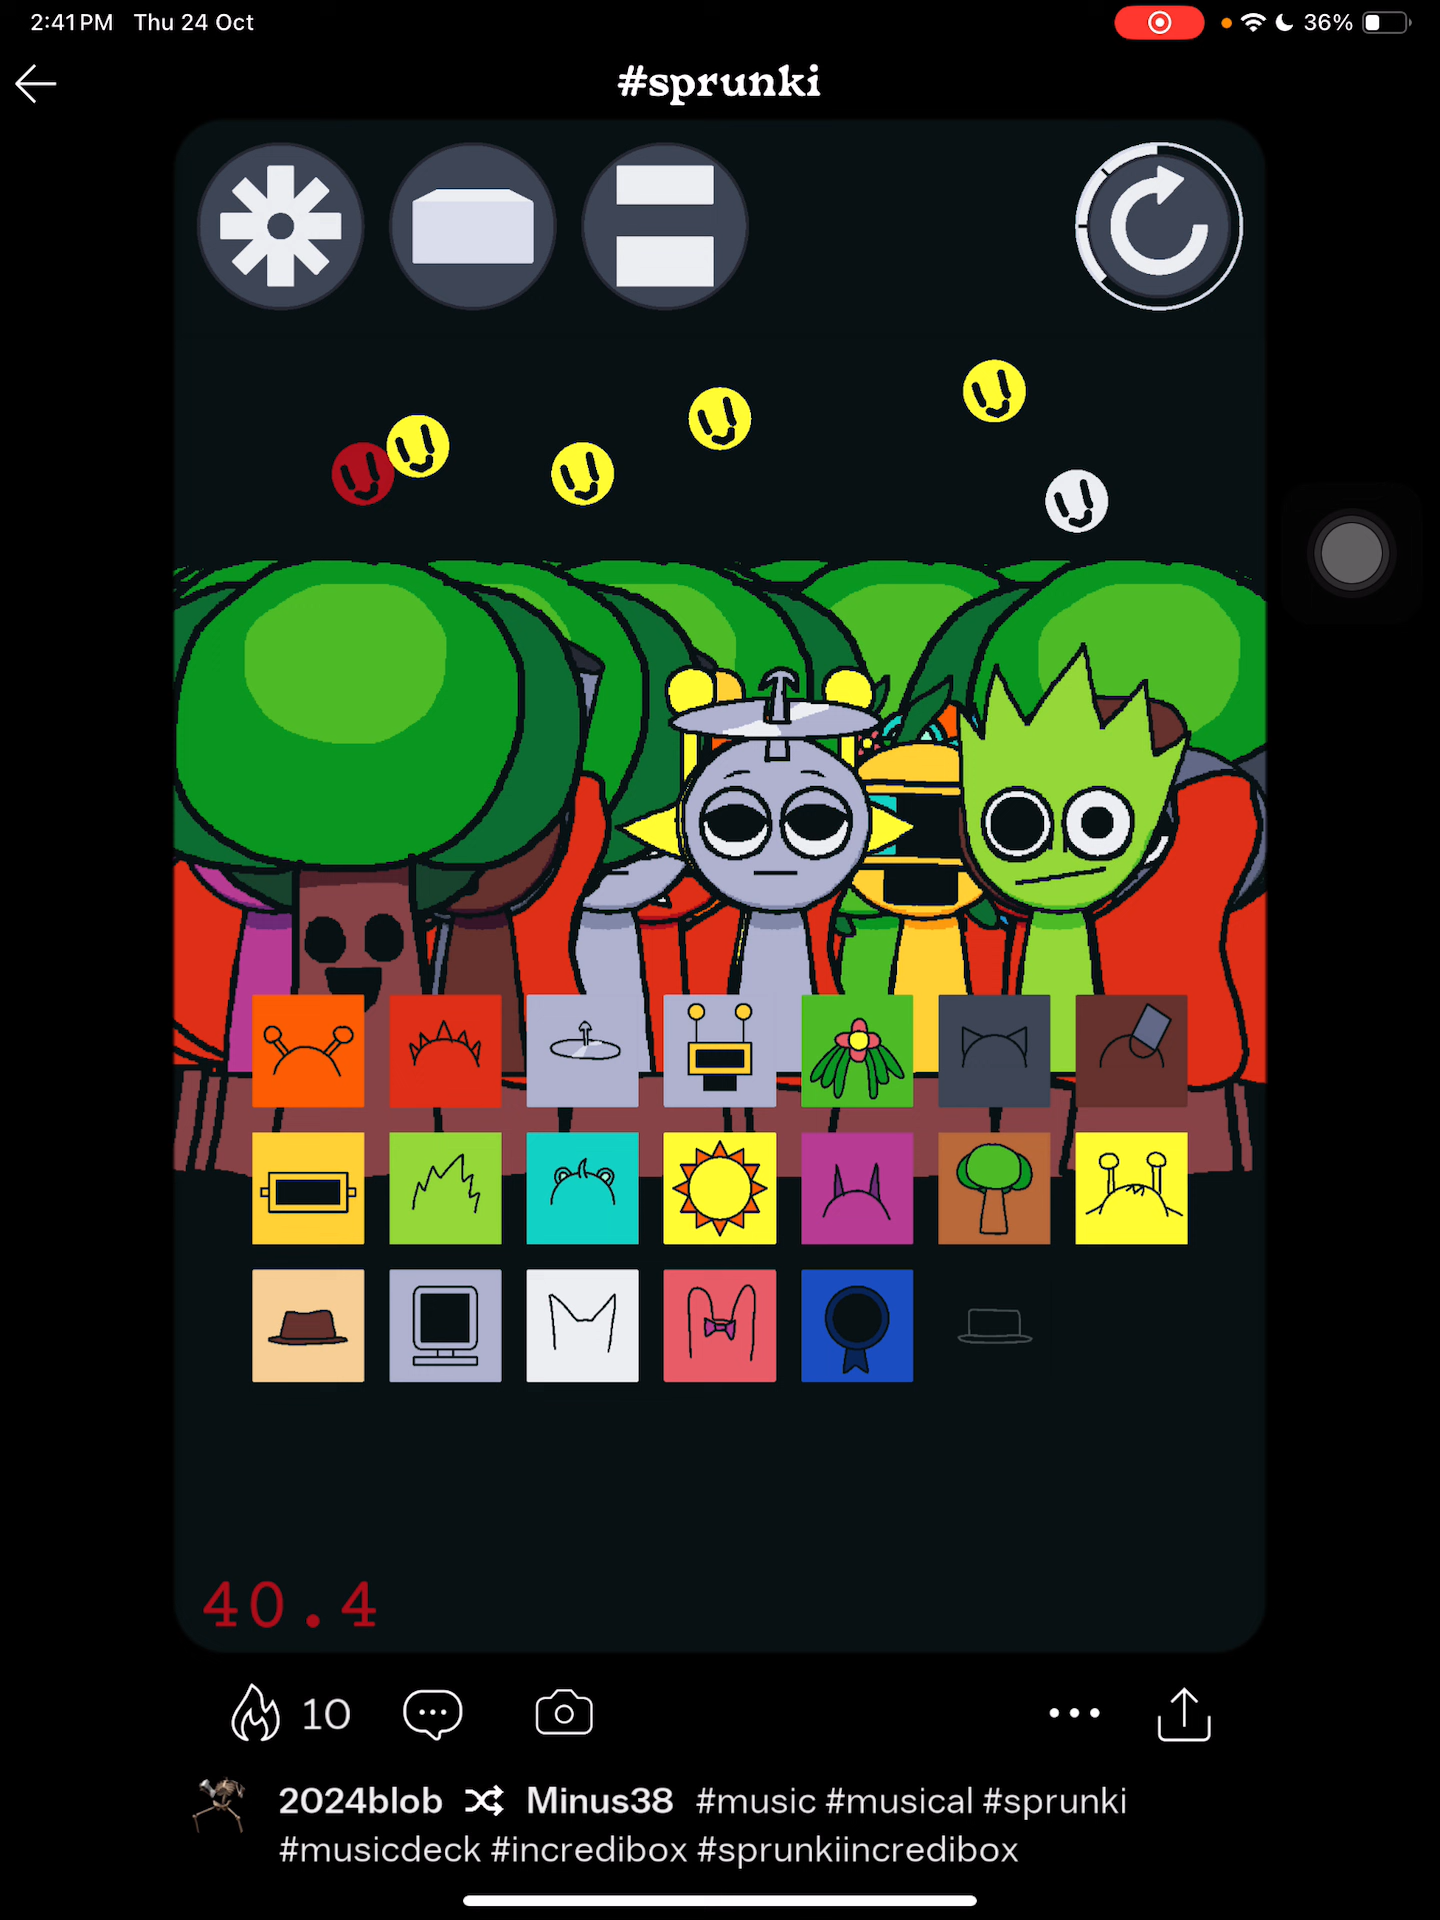 2:41 PM Thu 24 Oct
36%
#sprunki
40.4
10
2024blob Minus38 #music #musical #sprunki
#musicdeck #incredibox #sprunkiincredibox